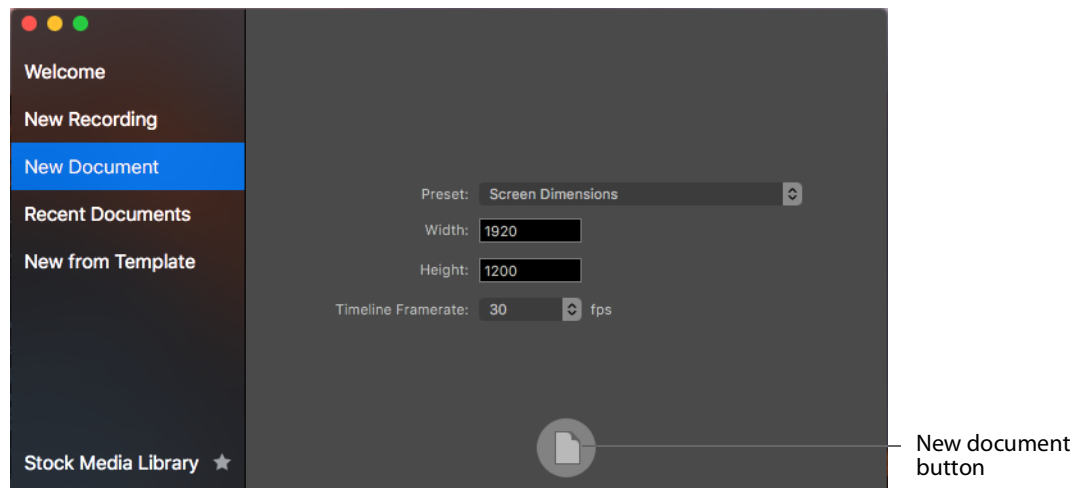 Welcome
New Recording
New Document
Recent Documents
New from Template
Stock Media Library
Preset: Screen Dimensions
Width: 1920
Height: 1200
Timeline Framerate: 30 fps
New document
button